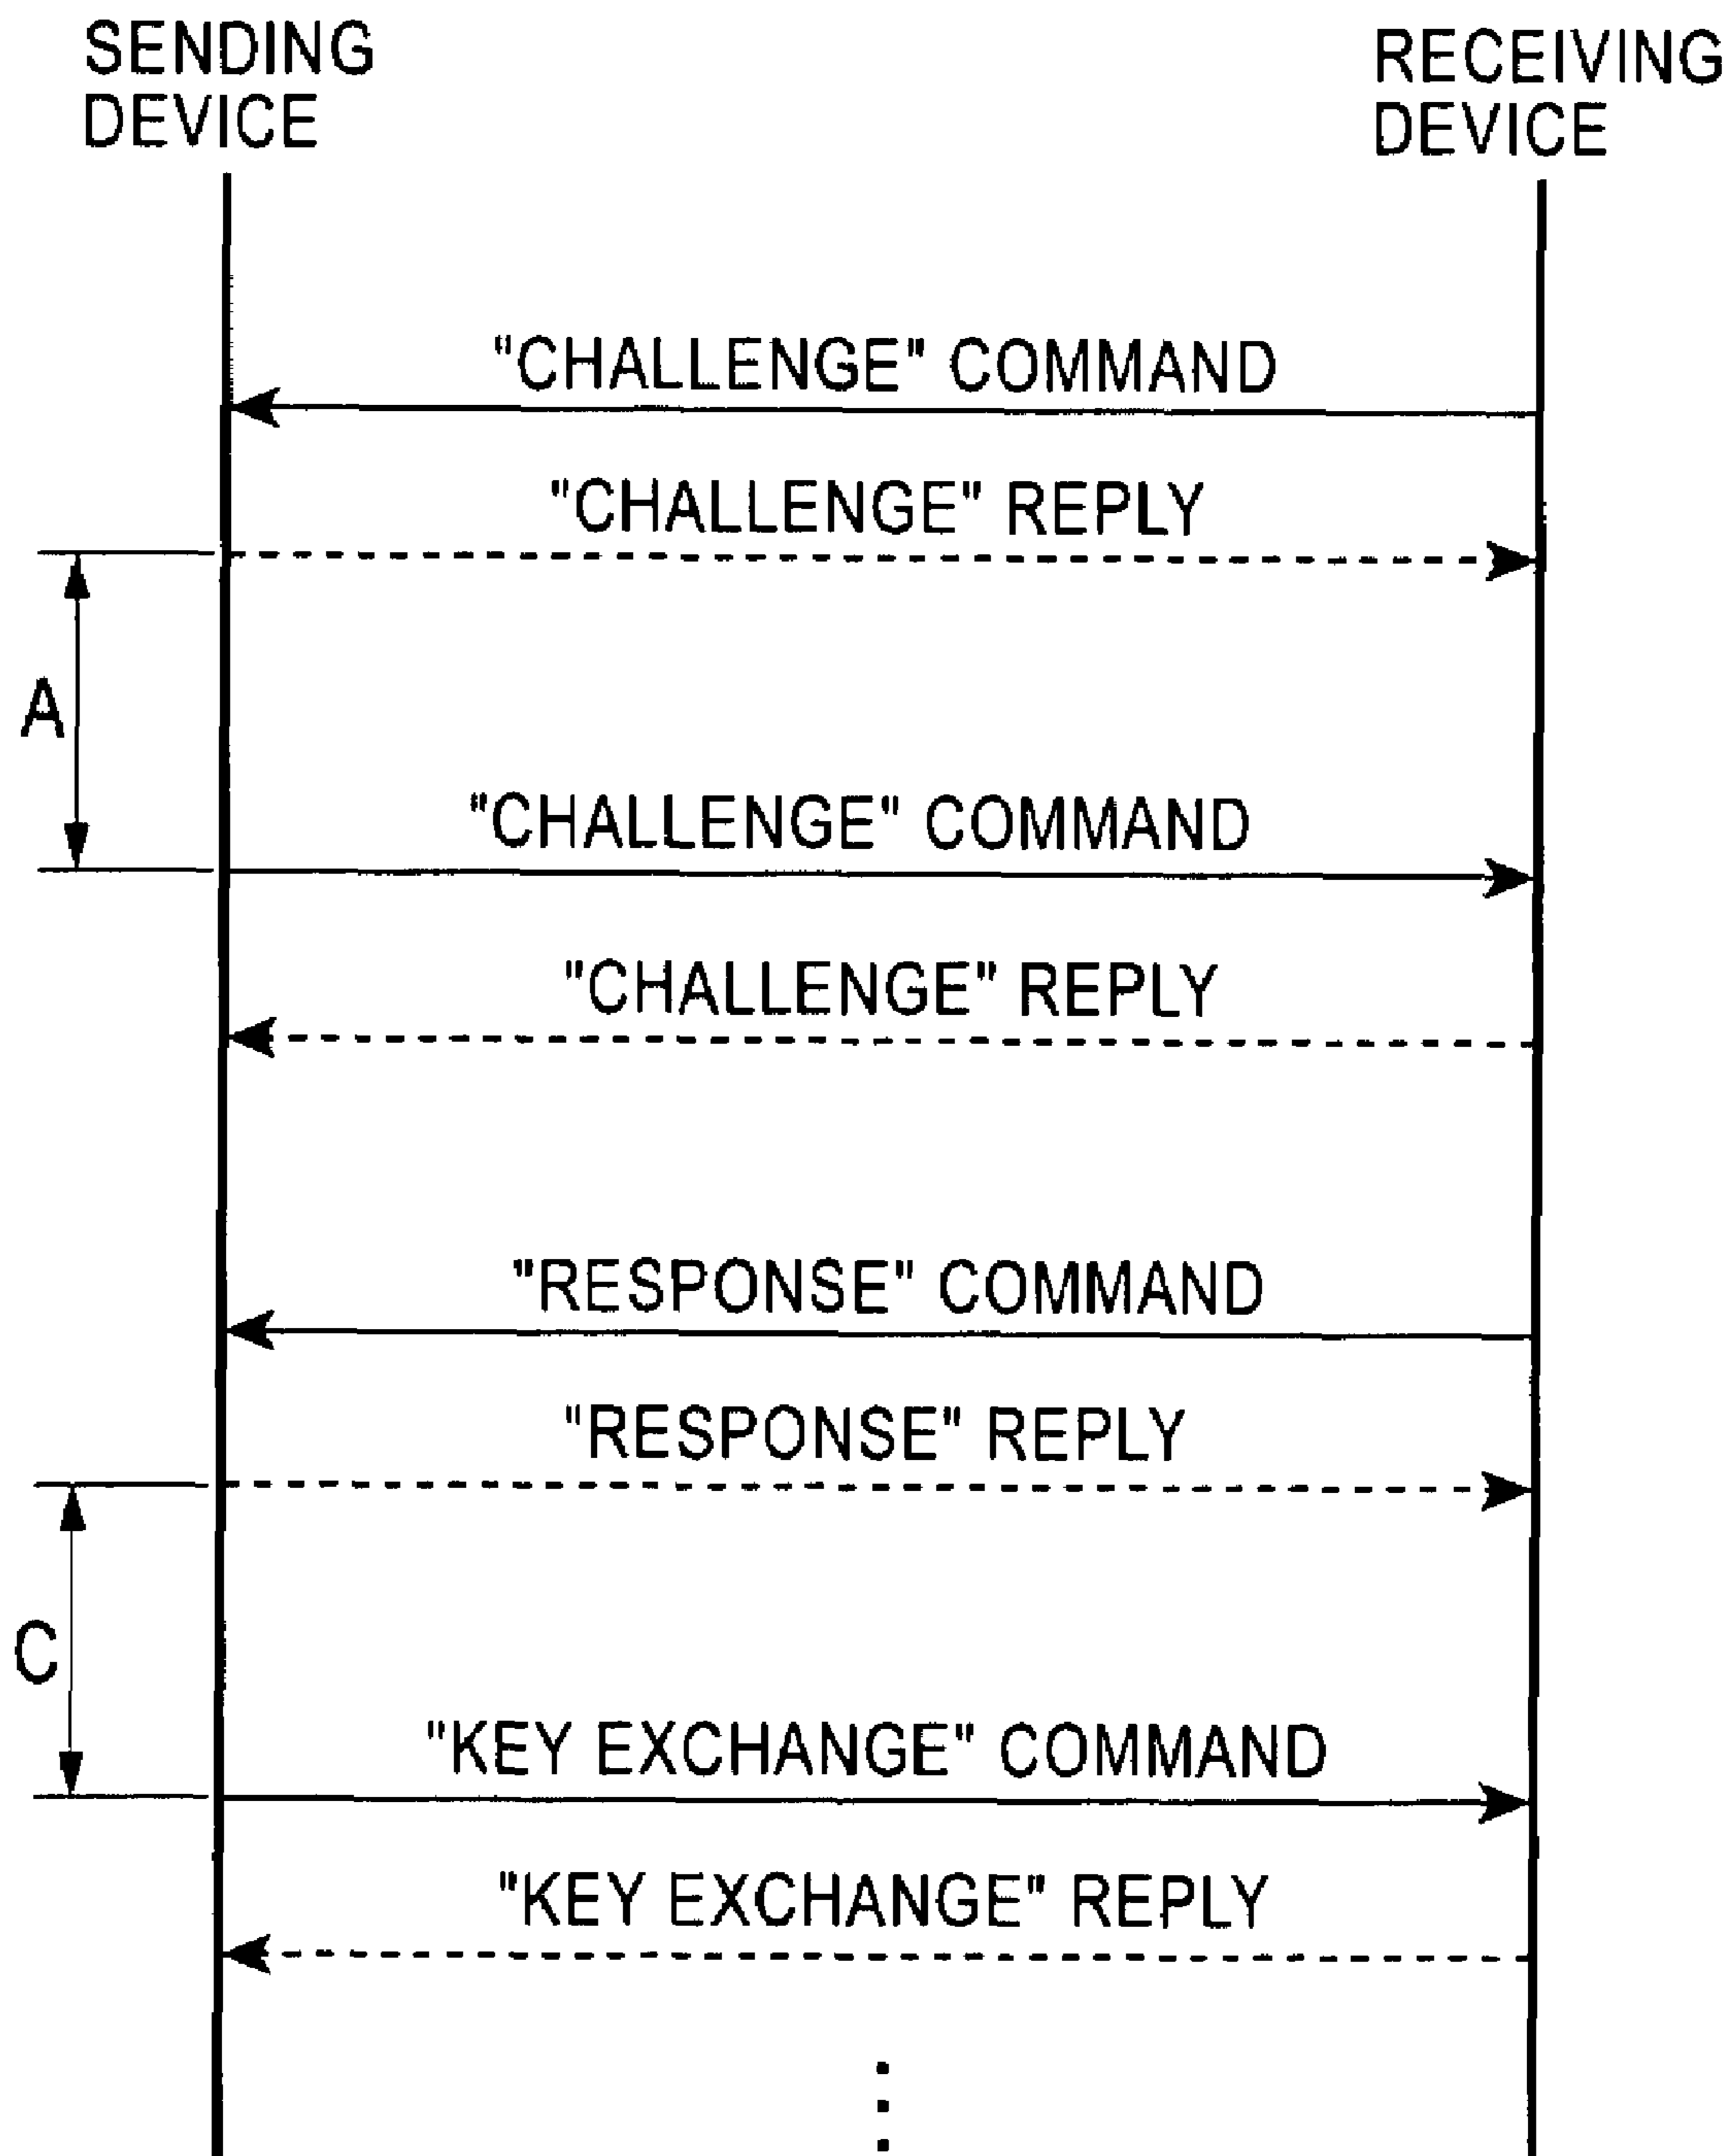 SENDING
DEVICE
RECEIVING
DEVICE
"CHALLENGE" COMMAND
"CHALLENGE" REPLY
A
"CHALLENGE" COMMAND
"CHALLENGE" REPLY
"RESPONSE" COMMAND
"RESPONSE" REPLY
C
"KEY EXCHANGE" COMMAND
"KEY EXCHANGE" REPLY